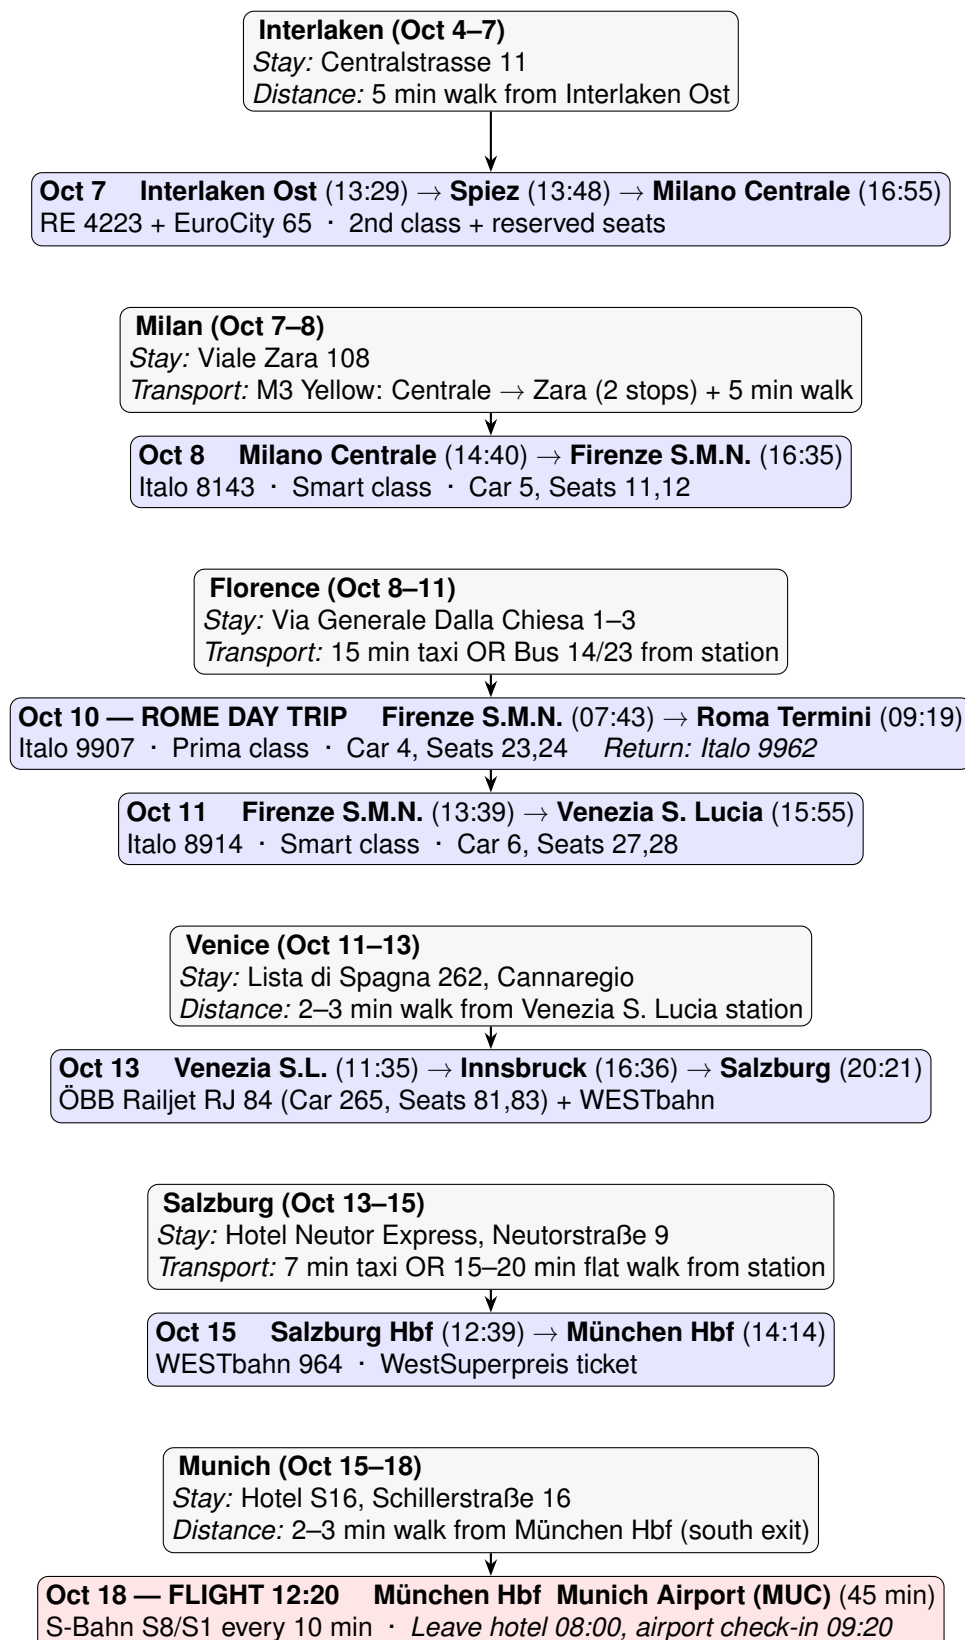 Interlaken (Oct 4–7)
Stay: Centralstrasse 11
Distance: 5 min walk from Interlaken Ost
Oct 7 Interlaken Ost (13:29) → Spiez (13:48) → Milano Centrale (16:55)
RE 4223 + EuroCity 65 · 2nd class + reserved seats
Milan (Oct 7–8)
Stay: Viale Zara 108
Transport: M3 Yellow: Centrale → Zara (2 stops) + 5 min walk
Oct 8 Milano Centrale (14:40) → Firenze S.M.N. (16:35)
Italo 8143 · Smart class · Car 5, Seats 11,12
Florence (Oct 8–11)
Stay: Via Generale Dalla Chiesa 1–3
Transport: 15 min taxi OR Bus 14/23 from station
Oct 10 — ROME DAY TRIP Firenze S.M.N. (07:43) → Roma Termini (09:19)
Italo 9907 · Prima class · Car 4, Seats 23,24 Return: Italo 9962
Oct 11 Firenze S.M.N. (13:39) → Venezia S. Lucia (15:55)
Italo 8914 · Smart class · Car 6, Seats 27,28
Venice (Oct 11–13)
Stay: Lista di Spagna 262, Cannaregio
Distance: 2–3 min walk from Venezia S. Lucia station
Oct 13 Venezia S.L. (11:35) → Innsbruck (16:36) → Salzburg (20:21)
ÖBB Railjet RJ 84 (Car 265, Seats 81,83) + WESTbahn
Salzburg (Oct 13–15)
Stay: Hotel Neutor Express, Neutorstraße 9
Transport: 7 min taxi OR 15–20 min flat walk from station
Oct 15 Salzburg Hbf (12:39) → München Hbf (14:14)
WESTbahn 964 · WestSuperpreis ticket
Munich (Oct 15–18)
Stay: Hotel S16, Schillerstraße 16
Distance: 2–3 min walk from München Hbf (south exit)
Oct 18 — FLIGHT 12:20 München Hbf Munich Airport (MUC) (45 min)
S-Bahn S8/S1 every 10 min · Leave hotel 08:00, airport check-in 09:20